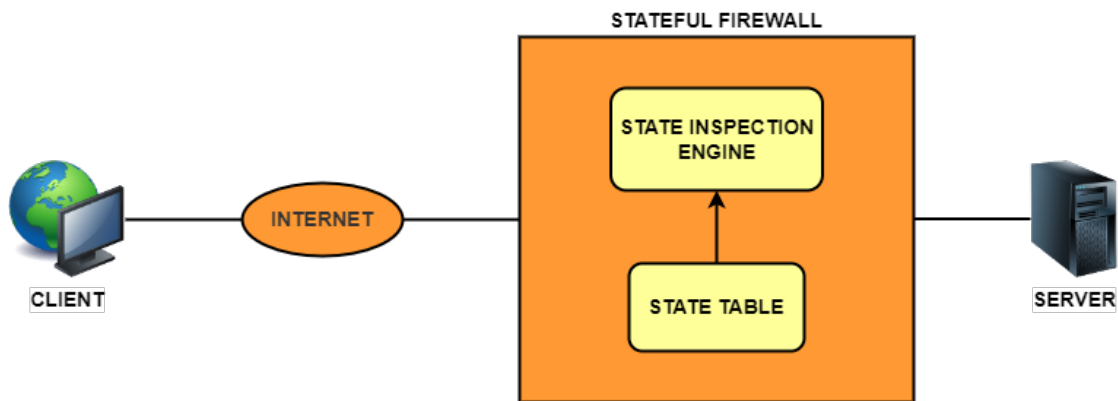 STATEFUL FIREWALL
STATE INSPECTION
ENGINE
INTERNET
STATE TABLE
CLIENT
SERVER